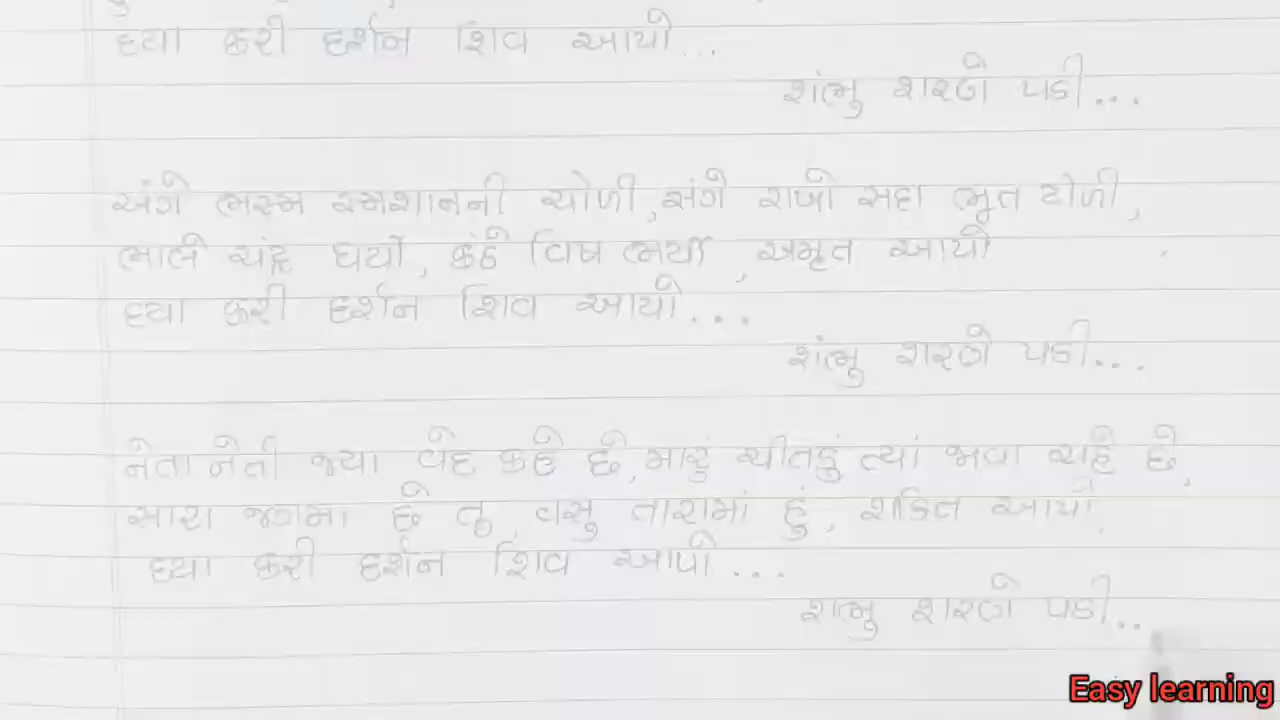 દયા કરી દર્શન શિવ આપો...
શંભુ શરણે પડી...
અંગે ભસ્મ સ્મશાનની ચોળી, સંગે રાખો સદા ભૂત ટોળી,
ભાલે ચંદ્ર ધર્યો, કંઠે વિષ ભર્યો, અમૃત આપો
દયા કરી દર્શન શિવ આપો...
શંભુ શરણે પડી...
નેતી નેતી જ્યા વેદ કહે છે, મારું ચીતડું ત્યાં જવા ચાહે છે,
સારા જગમા છે તુ, વસુ તારામાં હું, શક્તિ આપો,
દયા કરી દર્શન શિવ આપો...
શંભુ શરણે પડી...
Easy learning